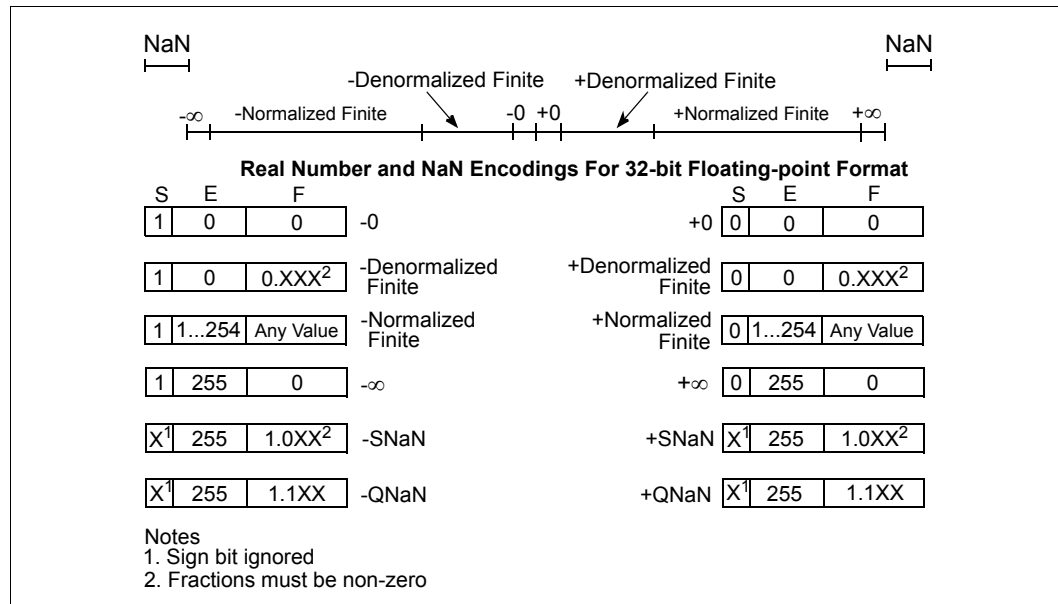 NaN NaN
-Denormalized Finite +Denormalized Finite
-∞ -Normalized Finite -0 +0 +Normalized Finite +∞
Real Number and NaN Encodings For 32-bit Floating-point Format
S E F S E F
1 0 0 -0 +0 0 0 0
1 0 0.XXX² -Denormalized Finite +Denormalized Finite 0 0 0.XXX²
1 1...254 Any Value -Normalized Finite +Normalized Finite 0 1...254 Any Value
1 255 0 -∞ +∞ 0 255 0
X¹ 255 1.0XX² -SNaN +SNaN X¹ 255 1.0XX²
X¹ 255 1.1XX -QNaN +QNaN X¹ 255 1.1XX
Notes
1. Sign bit ignored
2. Fractions must be non-zero